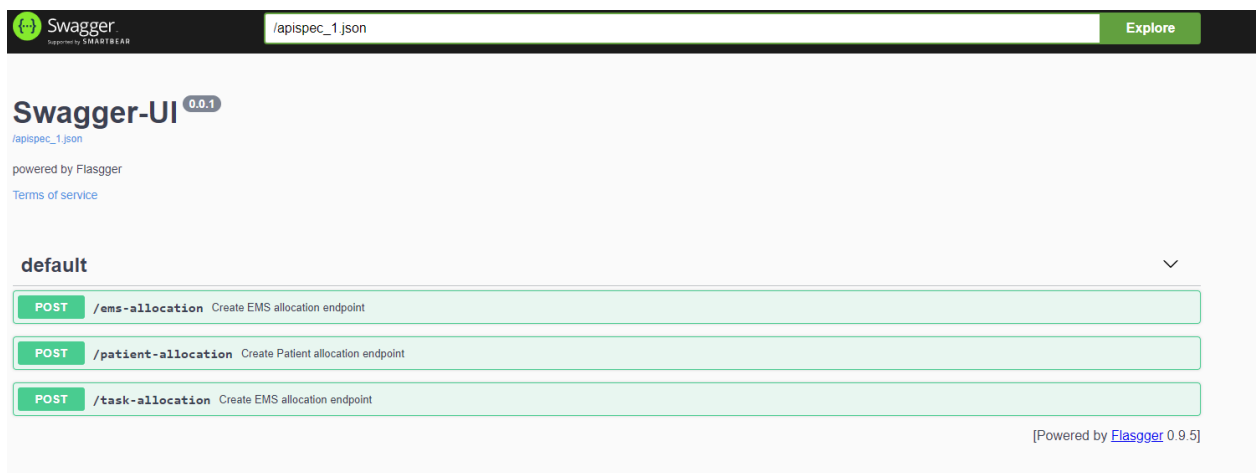 {··} Swagger.
Supported by SMARTBEAR
/apispec_1.json
Explore
Swagger-UI 0.0.1
/apispec_1.json
powered by Flasgger
Terms of service
default
POST /ems-allocation Create EMS allocation endpoint
POST /patient-allocation Create Patient allocation endpoint
POST /task-allocation Create EMS allocation endpoint
[Powered by Flasgger 0.9.5]